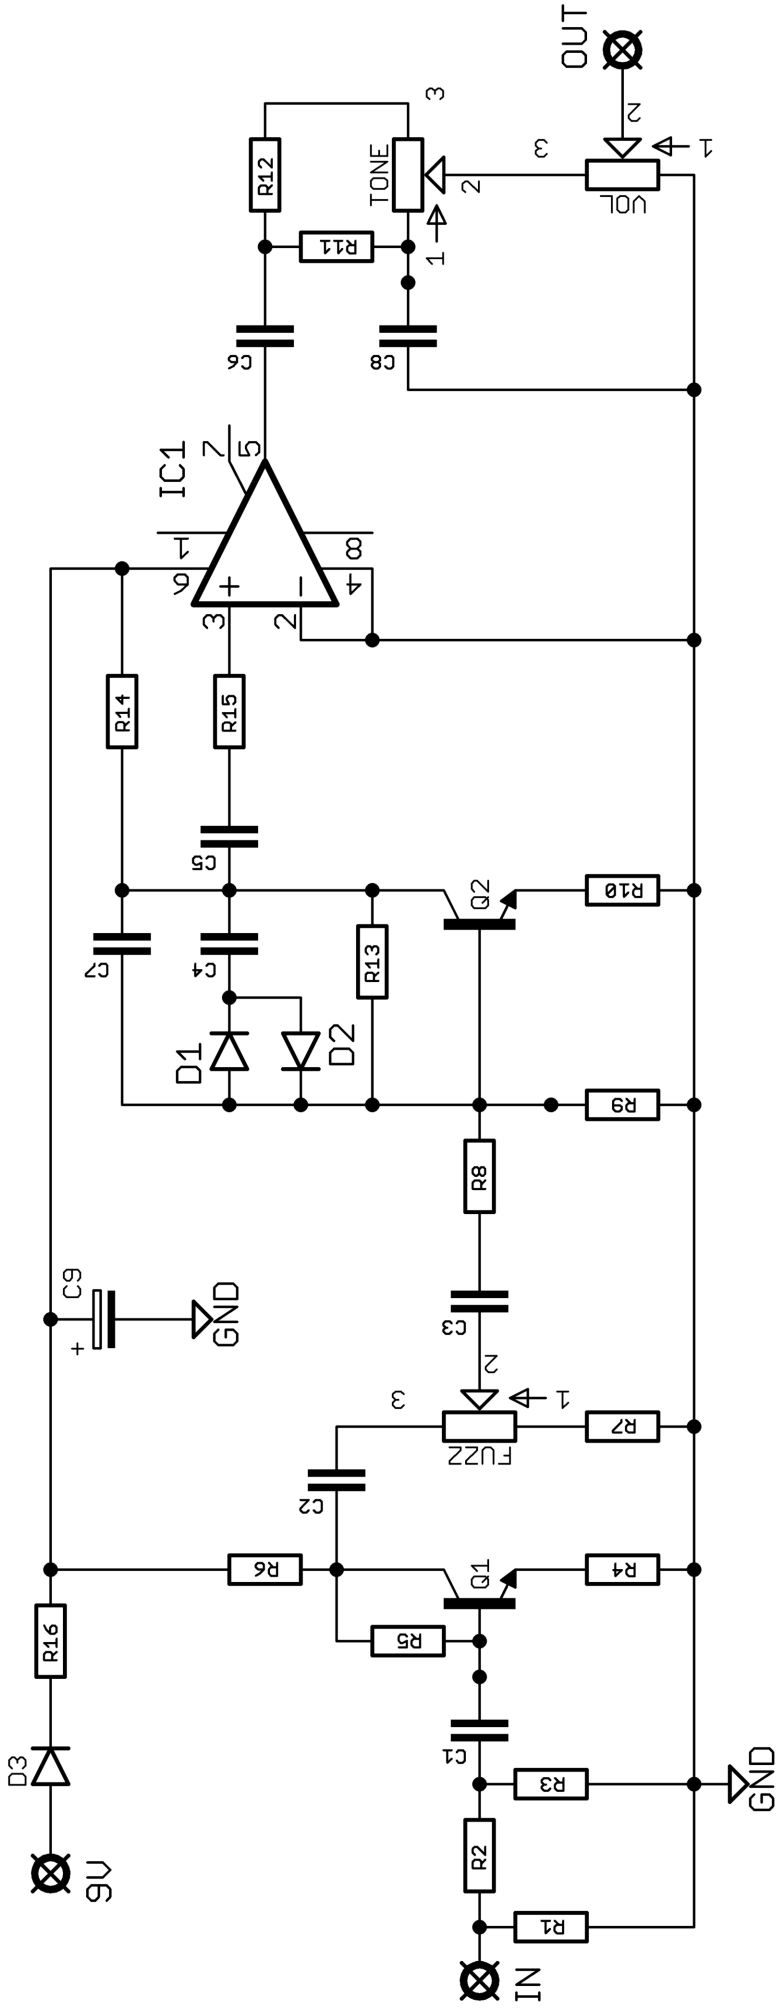 OUT
2
1
3
VOL
3
R12
TONE
2
1
R11
C6
C8
IC1
7
5
1
6
8
4
+
-
3
2
R14
R15
C5
Q2
R10
C7
C4
R13
D1
D2
R9
R8
C9
+
GND
C3
2
1
3
FUZZ
R7
C2
R6
Q1
R4
R5
R16
D3
9V
C1
R3
GND
R2
R1
IN